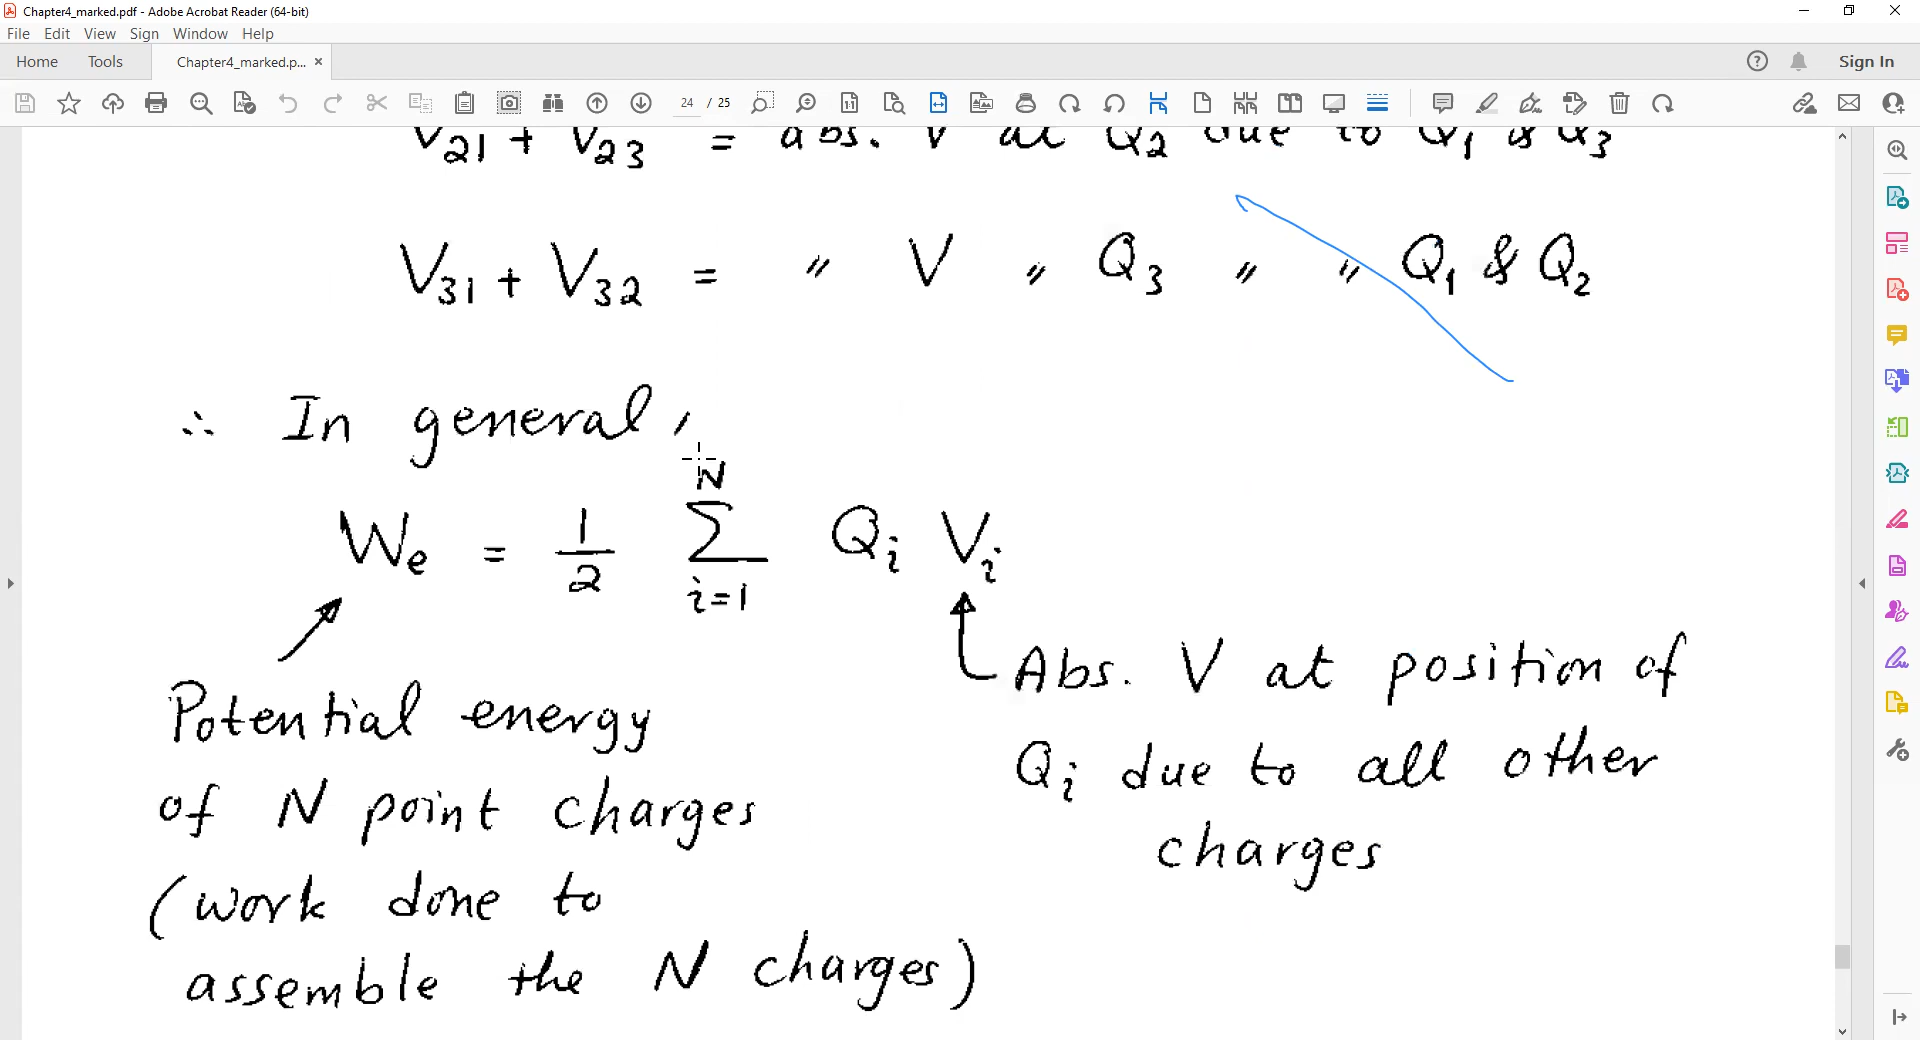 Chapter4_marked.pdf - Adobe Acrobat Reader (64-bit)
File Edit View Sign Window Help
Home Tools Chapter4_marked.p... × Sign In
24 / 25
V21 + V23 = abs. V at Q2 due to Q1 & Q3
V31 + V32 = " V " Q3 " " Q1 & Q2
∴ In general,
We = 1/2 N Σ i=1 Qi Vi
Abs. V at position of
Qi due to all other
charges
Potential energy
of N point charges
(work done to
assemble the N charges)